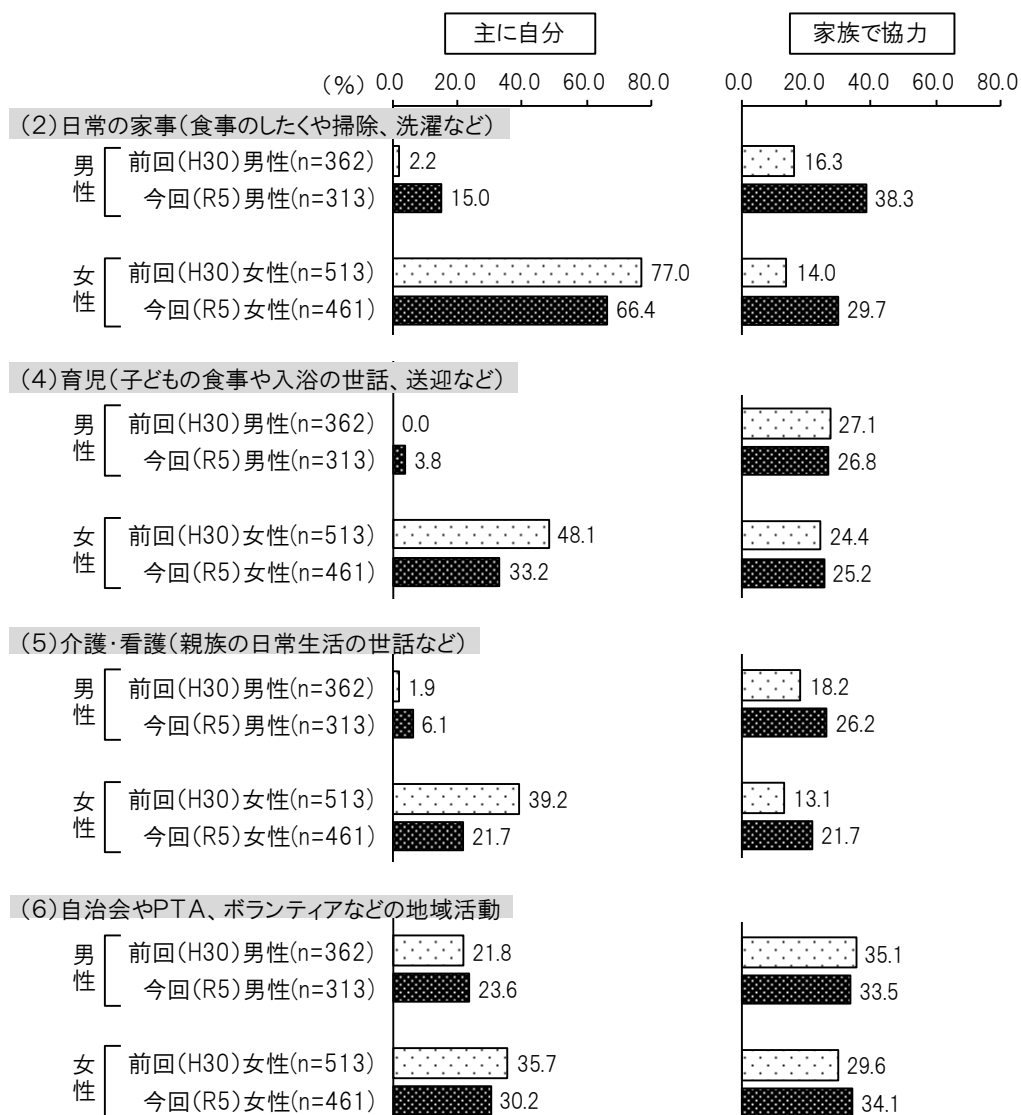 主に自分 家族で協力
(%) 0.0 20.0 40.0 60.0 80.0 0.0 20.0 40.0 60.0 80.0
(2)日常の家事(食事のしたくや掃除、洗濯など)
男性
前回(H30)男性(n=362) 2.2 16.3
今回(R5)男性(n=313) 15.0 38.3
女性
前回(H30)女性(n=513) 77.0 14.0
今回(R5)女性(n=461) 66.4 29.7
(4)育児(子どもの食事や入浴の世話、送迎など)
男性
前回(H30)男性(n=362) 0.0 27.1
今回(R5)男性(n=313) 3.8 26.8
女性
前回(H30)女性(n=513) 48.1 24.4
今回(R5)女性(n=461) 33.2 25.2
(5)介護・看護(親族の日常生活の世話など)
男性
前回(H30)男性(n=362) 1.9 18.2
今回(R5)男性(n=313) 6.1 26.2
女性
前回(H30)女性(n=513) 39.2 13.1
今回(R5)女性(n=461) 21.7 21.7
(6)自治会やPTA、ボランティアなどの地域活動
男性
前回(H30)男性(n=362) 21.8 35.1
今回(R5)男性(n=313) 23.6 33.5
女性
前回(H30)女性(n=513) 35.7 29.6
今回(R5)女性(n=461) 30.2 34.1